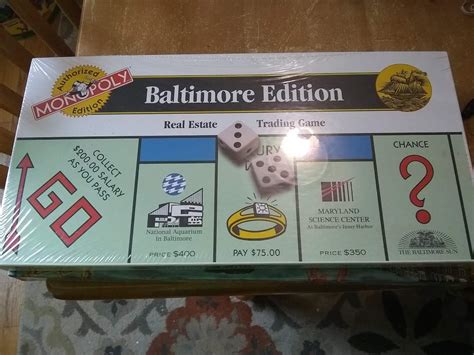 Authorized
MONOPOLY
Edition
Baltimore Edition
Real Estate Trading Game
COLLECT
$200.00 SALARY
AS YOU PASS
GO
National Aquarium
In Baltimore
PRICE $400
PAY $75.00
MARYLAND
SCIENCE CENTER
At Baltimore's Inner Harbor
PRICE $350
CHANCE
?
THE BALTIMORE SUN